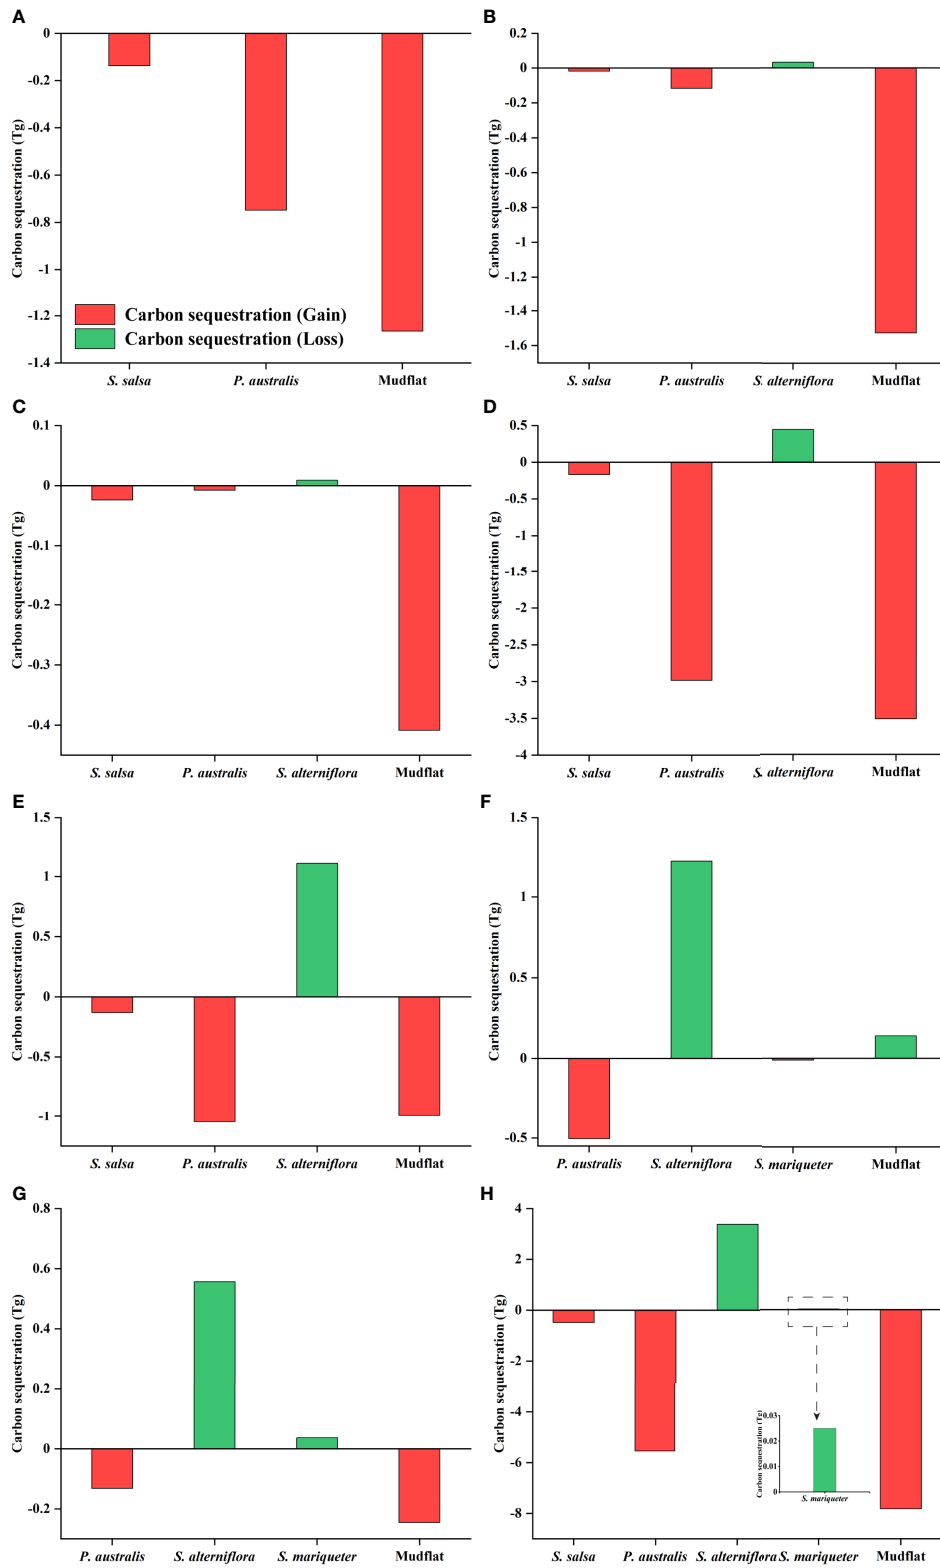 A
Carbon sequestration (Tg)
0
-0.2
-0.4
-0.6
-0.8
-1
-1.2
-1.4
Carbon sequestration (Gain)
Carbon sequestration (Loss)
S. salsa
P. australis
Mudflat
B
Carbon sequestration (Tg)
0.2
0
-0.2
-0.4
-0.6
-0.8
-1
-1.2
-1.4
-1.6
S. salsa
P. australis
S. alterniflora
Mudflat
C
Carbon sequestration (Tg)
0.1
0
-0.1
-0.2
-0.3
-0.4
S. salsa
P. australis
S. alterniflora
Mudflat
D
Carbon sequestration (Tg)
0.5
0
-0.5
-1
-1.5
-2
-2.5
-3
-3.5
-4
S. salsa
P. australis
S. alterniflora
Mudflat
E
Carbon sequestration (Tg)
1.5
1
0.5
0
-0.5
-1
S. salsa
P. australis
S. alterniflora
Mudflat
F
Carbon sequestration (Tg)
1.5
1
0.5
0
-0.5
P. australis
S. alterniflora
S. mariqueter
Mudflat
G
Carbon sequestration (Tg)
0.8
0.6
0.4
0.2
0
-0.2
P. australis
S. alterniflora
S. mariqueter
Mudflat
H
Carbon sequestration (Tg)
4
2
0
-2
-4
-6
-8
Carbon sequestration (Tg)
0.03
0.02
0.01
0
S. mariqueter
S. salsa
P. australis
S. alterniflora
S. mariqueter
Mudflat